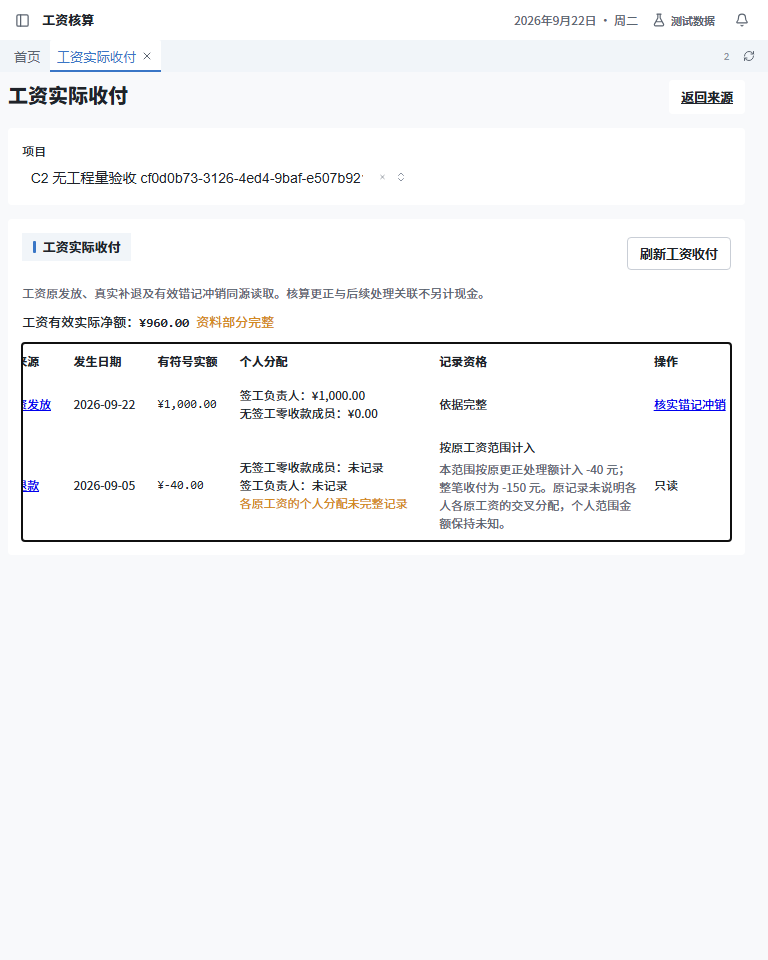 工资核算
2026年9月22日 • 周二
测试数据
首页
工资实际收付
2
工资实际收付
返回来源
项目
C2 无工程量验收 cf0d0b73-3126-4ed4-9baf-e507b92
工资实际收付
刷新工资收付
工资原发放、真实补退及有效错记冲销同源读取。核算更正与后续处理关联不另计现金。
工资有效实际净额：¥960.00 资料部分完整
来源 发生日期 有符号实额 个人分配 记录资格 操作
发放 2026-09-22 ¥1,000.00
签工负责人：¥1,000.00
无签工零收款成员：¥0.00
依据完整
核实错记冲销
款 2026-09-05 ¥-40.00
无签工零收款成员：未记录
签工负责人：未记录
各原工资的个人分配未完整记录
按原工资范围计入
本范围按原更正处理额计入 -40 元；
整笔收付为 -150 元。原记录未说明各
人各原工资的交叉分配，个人范围金
额保持未知。
只读